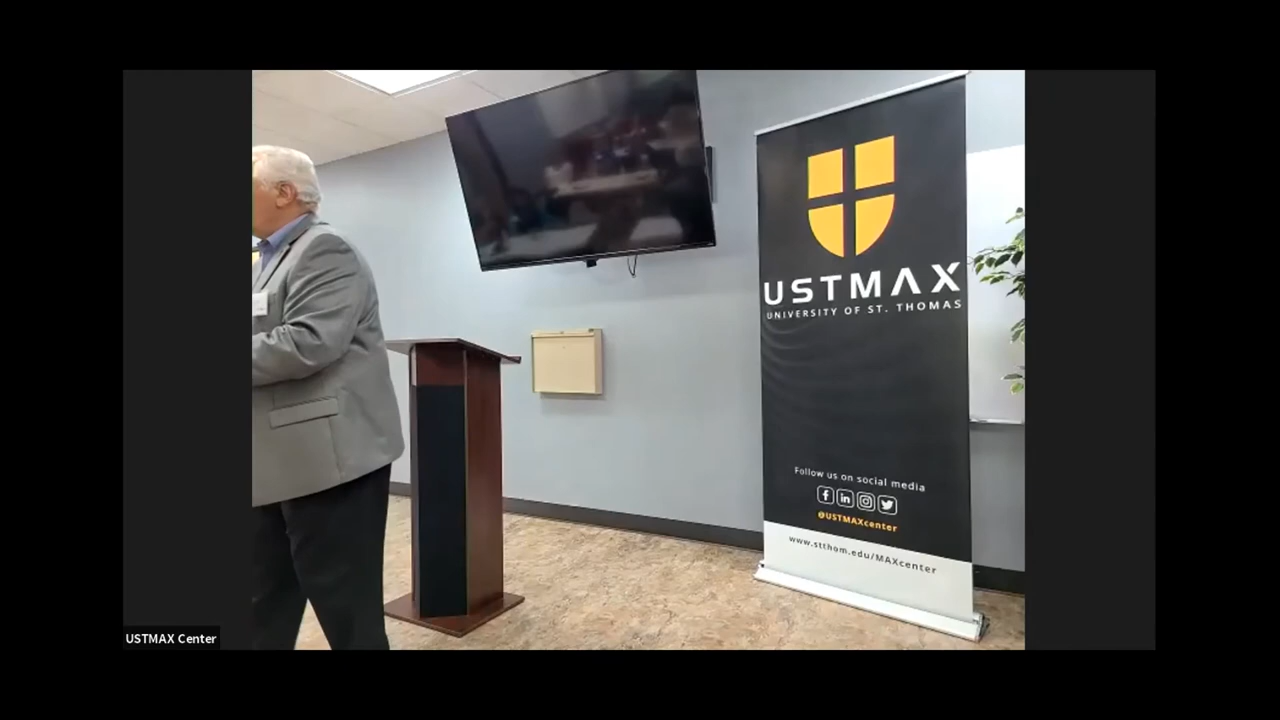 USTMAX
UNIVERSITY OF ST. THOMAS
Follow us on social media
@USTMAXcenter
www.stthom.edu/MAXcenter
USTMAX Center